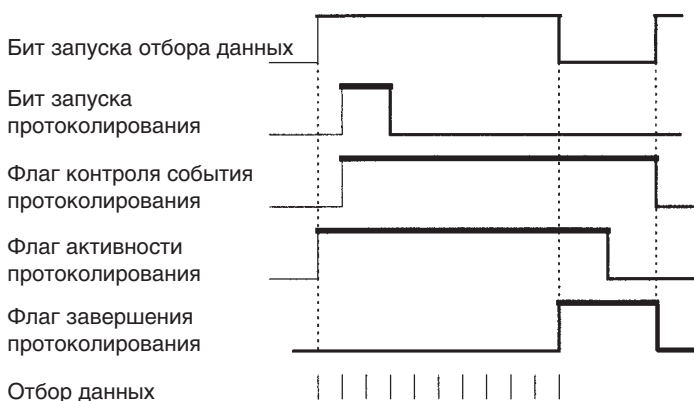 Бит запуска отбора данных
Бит запуска
протоколирования
Флаг контроля события
протоколирования
Флаг активности
протоколирования
Флаг завершения
протоколирования
Отбор данных